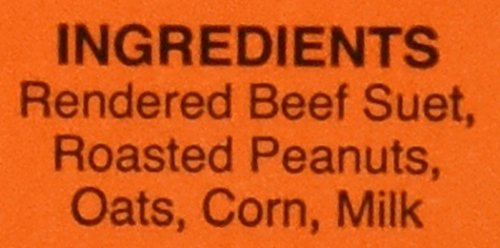 INGREDIENTS
Rendered Beef Suet,
Roasted Peanuts,
Oats, Corn, Milk